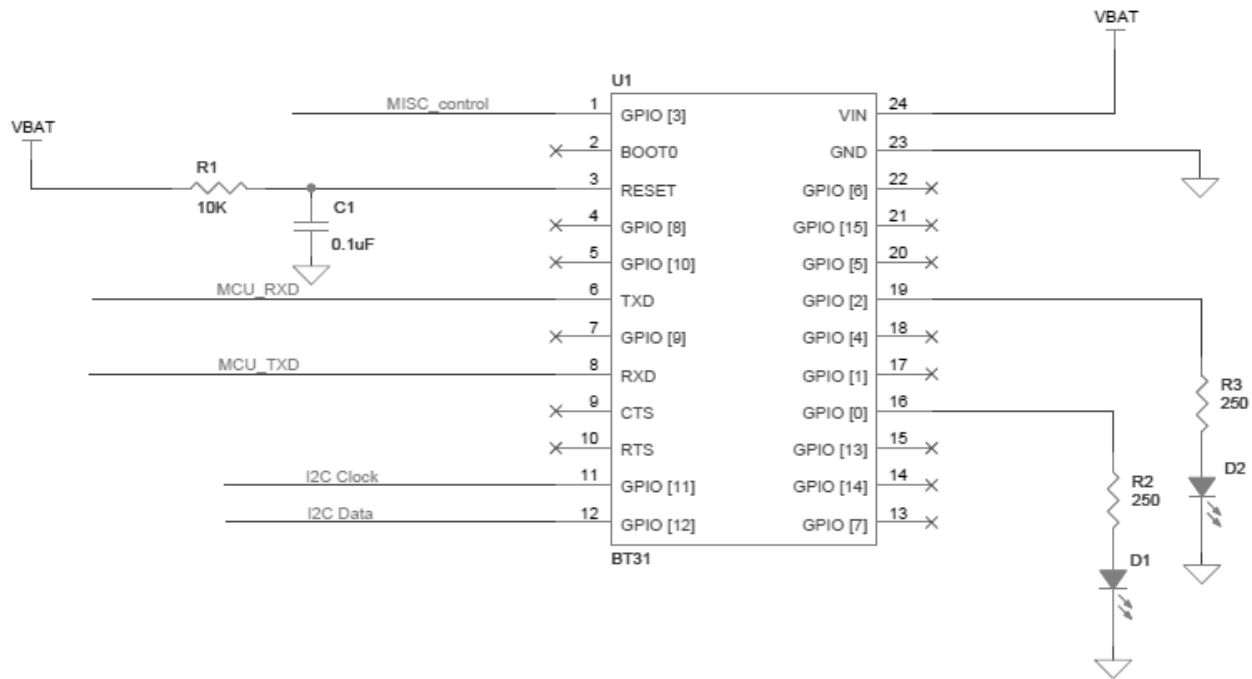 VBAT
U1
MISC_control 1 GPIO [3] VIN 24
VBAT
2 BOOT0 GND 23
R1
10K
3 RESET GPIO [6] 22
C1
0.1uF
4 GPIO [8] GPIO [15] 21
5 GPIO [10] GPIO [5] 20
MCU_RXD 6 TXD GPIO [2] 19
7 GPIO [9] GPIO [4] 18
MCU_TXD 8 RXD GPIO [1] 17
R3
250
9 CTS GPIO [0] 16
10 RTS GPIO [13] 15
D2
I2C Clock 11 GPIO [11] GPIO [14] 14
R2
250
I2C Data 12 GPIO [12] GPIO [7] 13
BT31
D1